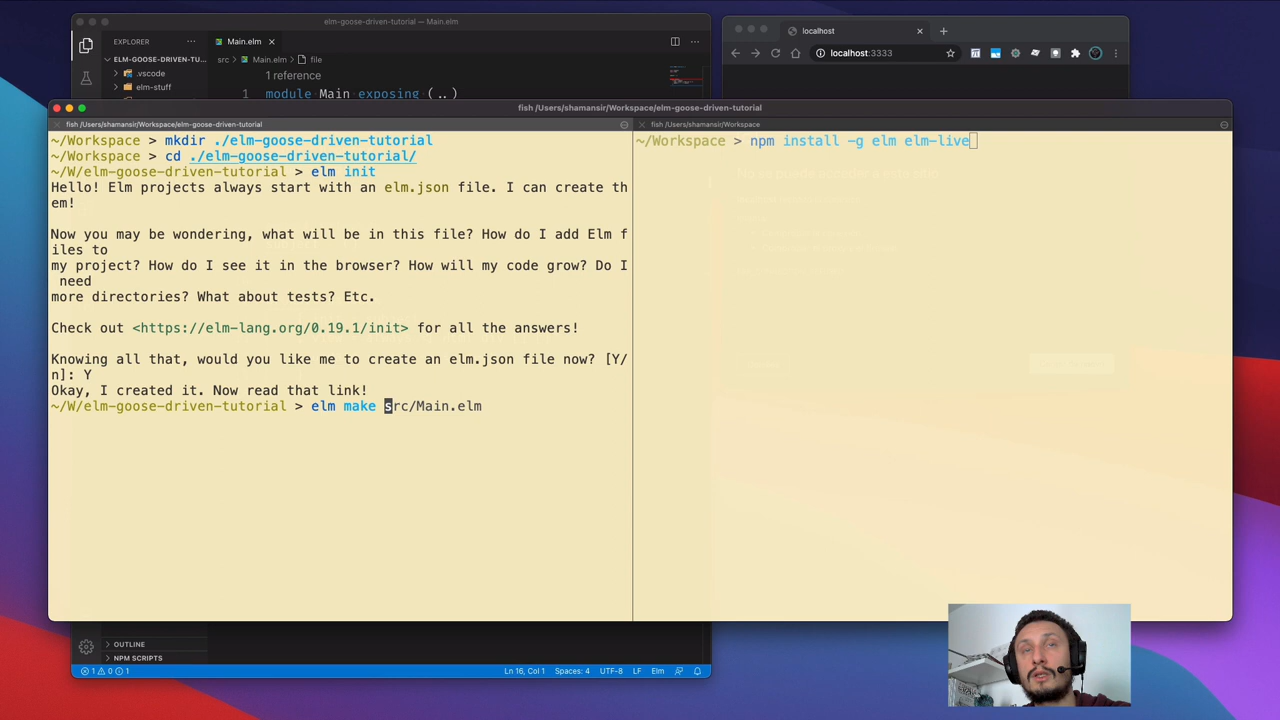 elm-goose-driven-tutorial — Main.elm
EXPLORER
Main.elm
ELM-GOOSE-DRIVEN-TU...
src > Main.elm > file
.vscode
1 reference
elm-stuff
1 module Main exposing (..)
localhost
localhost:3333
fish /Users/shamansir/Workspace/elm-goose-driven-tutorial
fish /Users/shamansir/Workspace/elm-goose-driven-tutorial
~/Workspace > mkdir ./elm-goose-driven-tutorial
~/Workspace > cd ./elm-goose-driven-tutorial/
~/W/elm-goose-driven-tutorial > elm init
Hello! Elm projects always start with an elm.json file. I can create th
em!
Now you may be wondering, what will be in this file? How do I add Elm f
iles to
my project? How do I see it in the browser? How will my code grow? Do I
need
more directories? What about tests? Etc.
Check out <https://elm-lang.org/0.19.1/init> for all the answers!
Knowing all that, would you like me to create an elm.json file now? [Y/
n]: Y
Okay, I created it. Now read that link!
~/W/elm-goose-driven-tutorial > elm make src/Main.elm
fish /Users/shamansir/Workspace
~/Workspace > npm install -g elm elm-live
OUTLINE
NPM SCRIPTS
1 0 1
Ln 16, Col 1 Spaces: 4 UTF-8 LF Elm